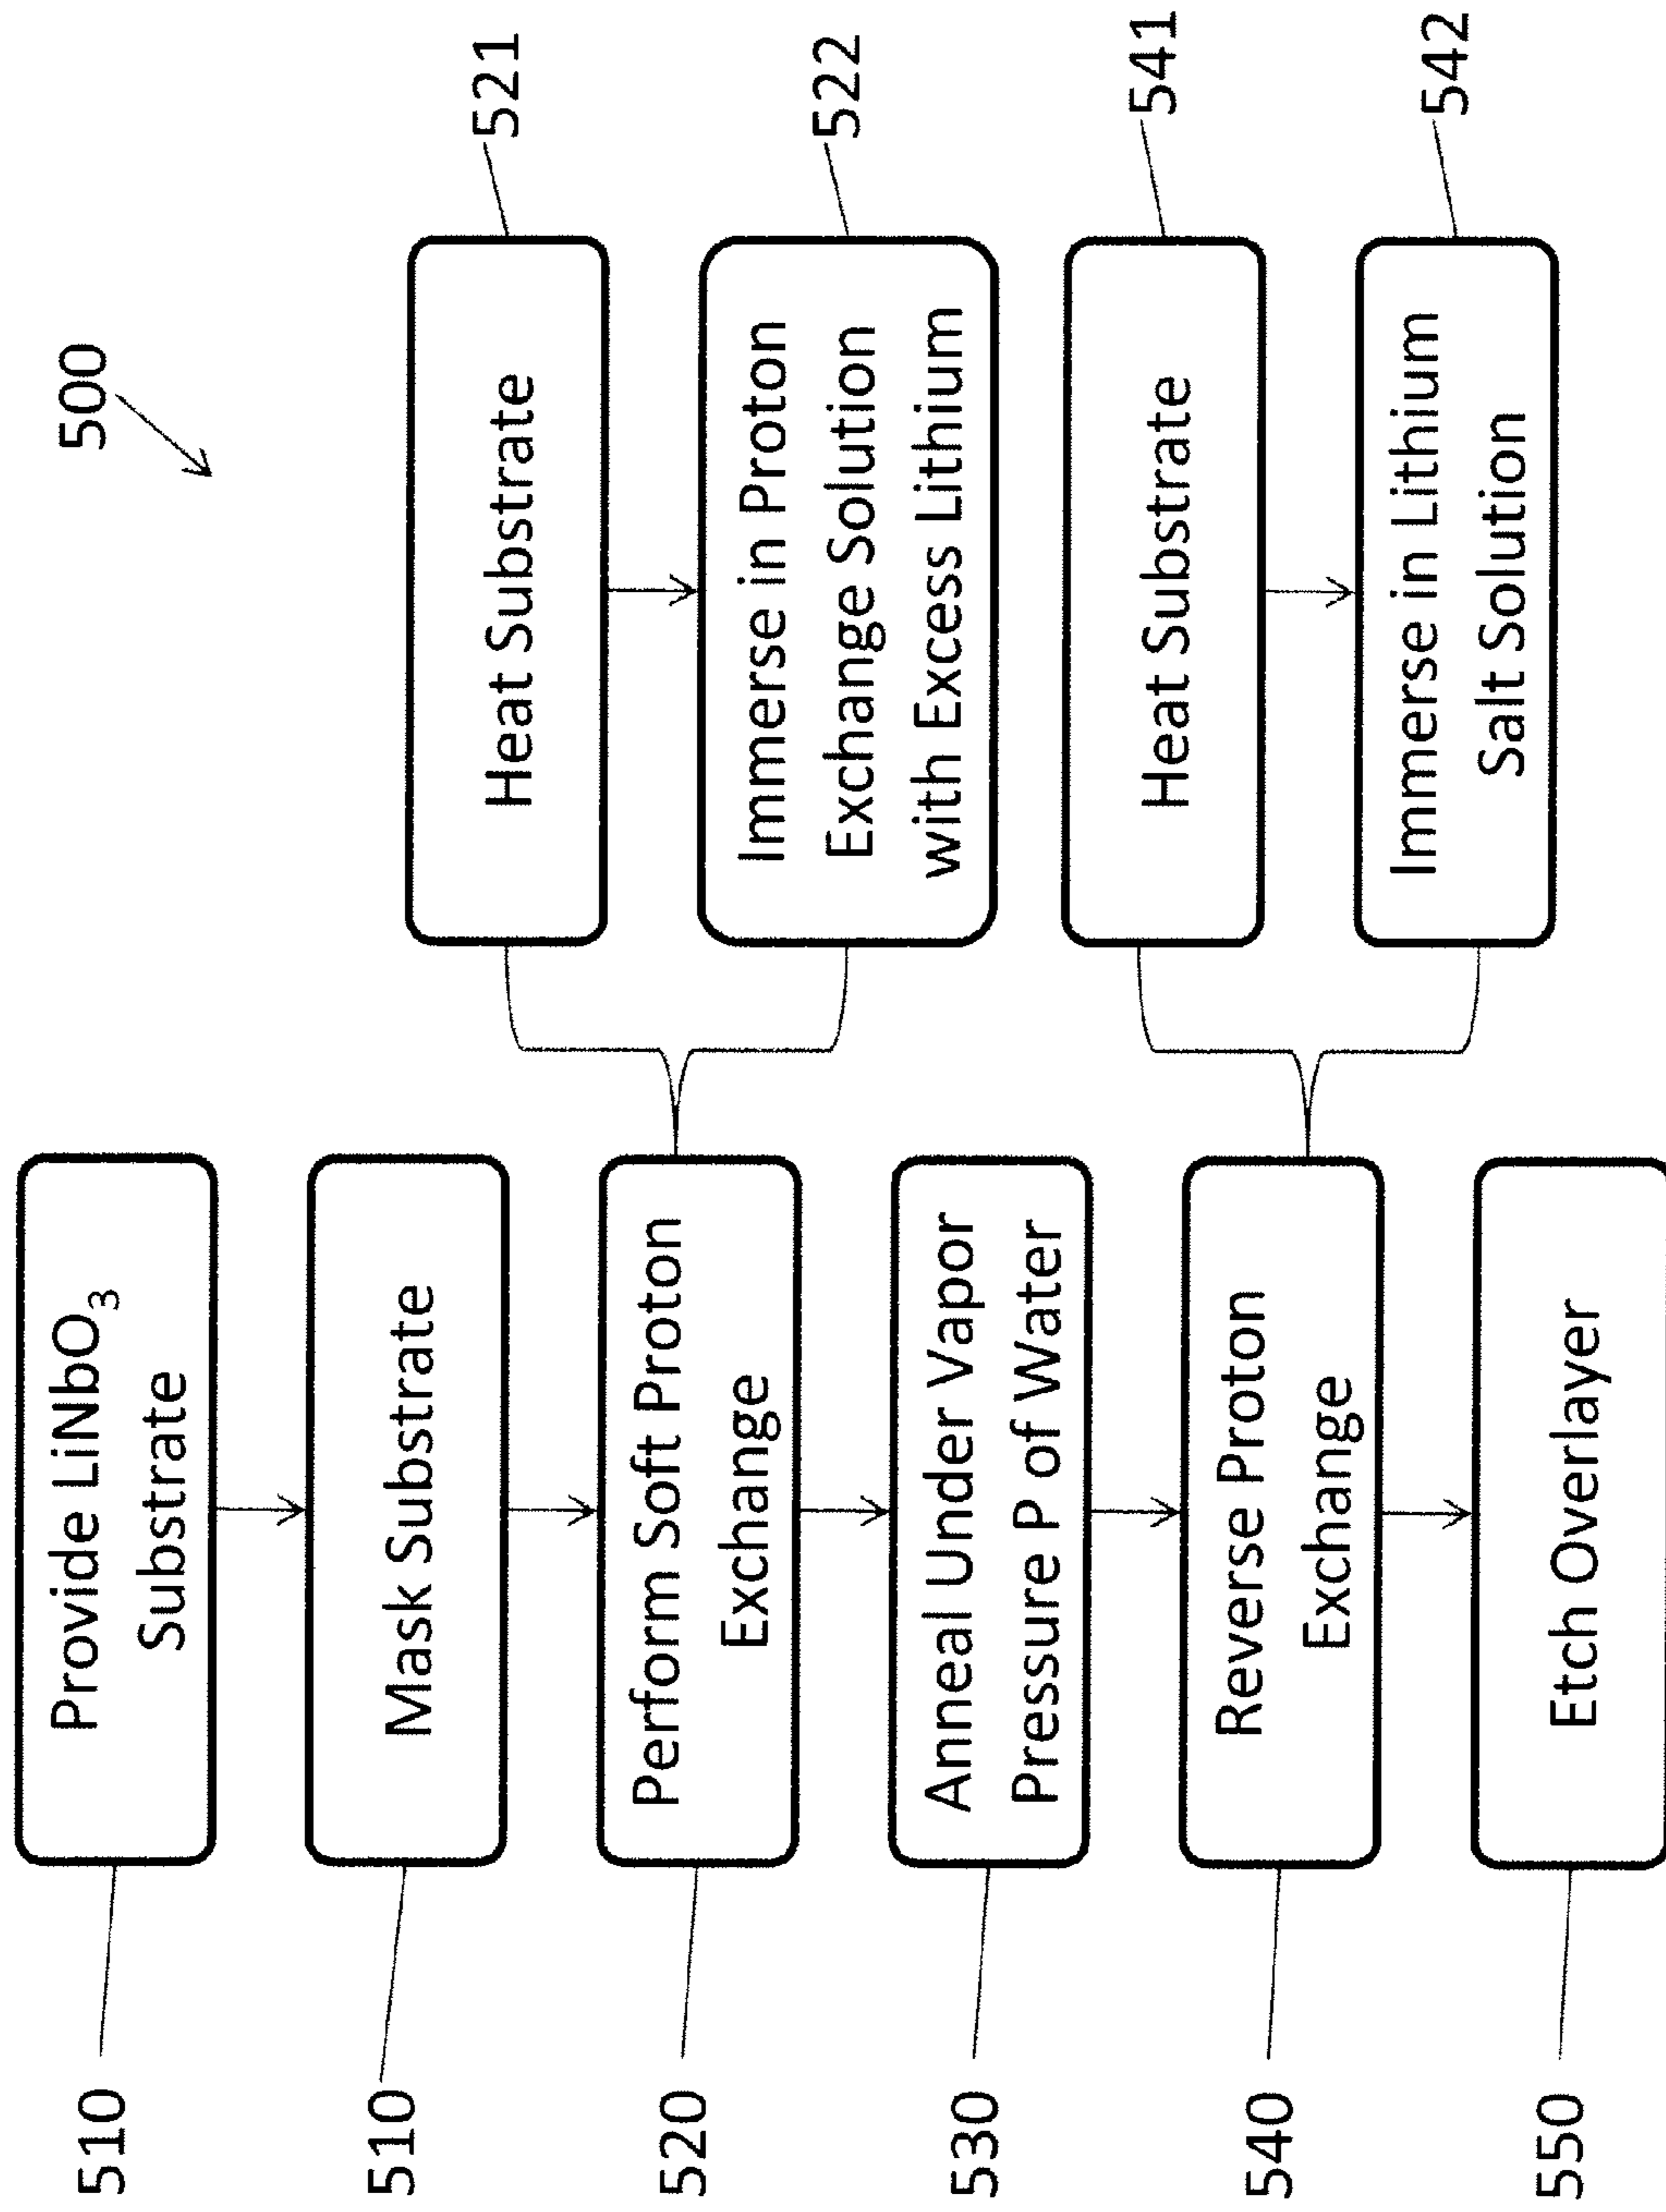 500
510
Provide LiNbO₃
Substrate
510
Mask Substrate
520
Perform Soft Proton
Exchange
521
Heat Substrate
522
Immerse in Proton
Exchange Solution
with Excess Lithium
530
Anneal Under Vapor
Pressure P of Water
540
Reverse Proton
Exchange
541
Heat Substrate
542
Immerse in Lithium
Salt Solution
550
Etch Overlayer